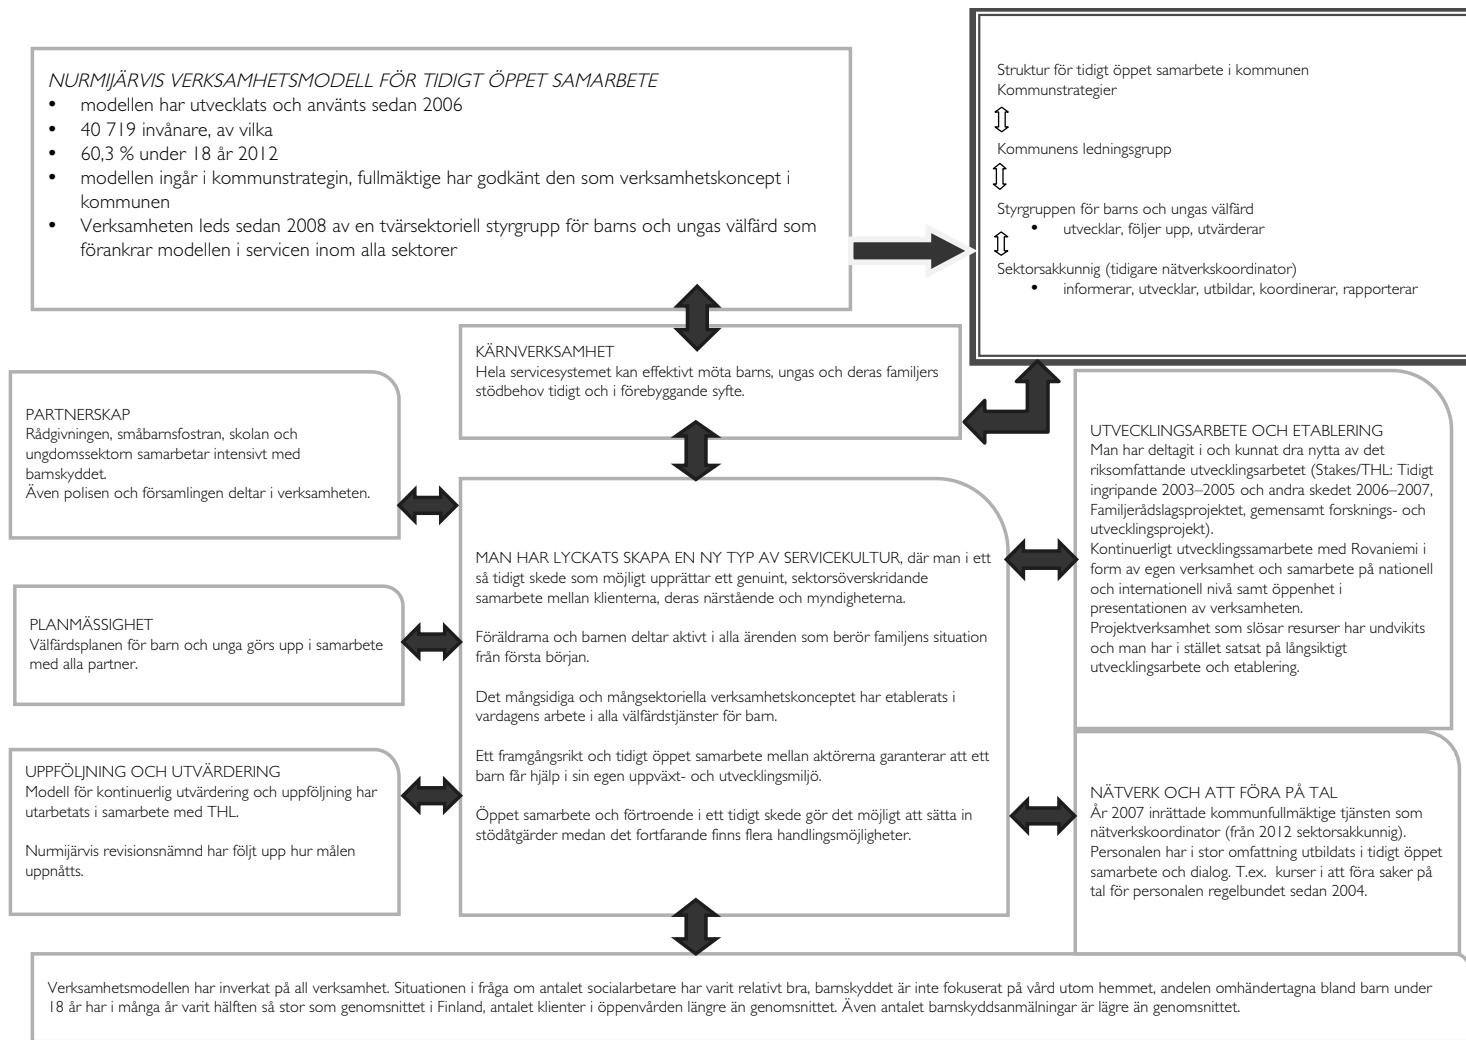 NURMIJÄRVIS VERKSAMHETSMODELL FÖR TIDIGT ÖPPET SAMARBETE
• modellen har utvecklats och använts sedan 2006
• 40 719 invånare, av vilka
• 60,3 % under 18 år 2012
• modellen ingår i kommunstrategin, fullmäktige har godkänt den som verksamhetskoncept i
kommunen
• Verksamheten leds sedan 2008 av en tvärsektoriell styrgrupp för barns och ungas välfärd som
förankrar modellen i servicen inom alla sektorer
Struktur för tidigt öppet samarbete i kommunen
Kommunstrategier
Kommunens ledningsgrupp
Styrgruppen för barns och ungas välfärd
• utvecklar, följer upp, utvärderar
Sektorsakkunnig (tidigare nätverkskoordinator)
• informerar, utvecklar, utbildar, koordinerar, rapporterar
KÄRNVERKSAMHET
Hela servicesystemet kan effektivt möta barns, ungas och deras familjers
stödbehov tidigt och i förebyggande syfte.
PARTNERSKAP
Rådgivningen, småbarnsfostran, skolan och
ungdomssektorn samarbetar intensivt med
barnskyddet.
Även polisen och församlingen deltar i verksamheten.
PLANMÄSSIGHET
Välfärdsplanen för barn och unga görs upp i samarbete
med alla partner.
UPPFÖLJNING OCH UTVÄRDERING
Modell för kontinuerlig utvärdering och uppföljning har
utarbetats i samarbete med THL.
Nurmijärvis revisionsnämnd har följt upp hur målen
uppnåtts.
MAN HAR LYCKATS SKAPA EN NY TYP AV SERVICEKULTUR, där man i ett
så tidigt skede som möjligt upprättar ett genuint, sektorsöverskridande
samarbete mellan klienterna, deras närstående och myndigheterna.
Föräldrarna och barnen deltar aktivt i alla ärenden som berör familjens situation
från första början.
Det mångsidiga och mångsektoriella verksamhetskonceptet har etablerats i
vardagens arbete i alla välfärdstjänster för barn.
Ett framgångsrikt och tidigt öppet samarbete mellan aktörerna garanterar att ett
barn får hjälp i sin egen uppväxt- och utvecklingsmiljö.
Öppet samarbete och förtroende i ett tidigt skede gör det möjligt att sätta in
stödåtgärder medan det fortfarande finns flera handlingsmöjligheter.
UTVECKLINGSARBETE OCH ETABLERING
Man har deltagit i och kunnat dra nytta av det
riksomfattande utvecklingsarbetet (Stakes/THL: Tidigt
ingripande 2003–2005 och andra skedet 2006–2007,
Familjerådslagsprojektet, gemensamt forsknings- och
utvecklingsprojekt).
Kontinuerligt utvecklingssamarbete med Rovaniemi i
form av egen verksamhet och samarbete på nationell
och internationell nivå samt öppenhet i
presentationen av verksamheten.
Projektverksamhet som slösar resurser har undvikits
och man har i stället satsat på långsiktigt
utvecklingsarbete och etablering.
NÄTVERK OCH ATT FÖRA PÅ TAL
År 2007 inrättade kommunfullmäktige tjänsten som
nätverkskoordinator (från 2012 sektorsakkunnig).
Personalen har i stor omfattning utbildats i tidigt öppet
samarbete och dialog. T.ex. kurser i att föra saker på
tal för personalen regelbundet sedan 2004.
Verksamhetsmodellen har inverkat på all verksamhet. Situationen i fråga om antalet socialarbetare har varit relativt bra, barnskyddet är inte fokuserat på vård utom hemmet, andelen omhändertagna bland barn under
18 år har i många år varit hälften så stor som genomsnittet i Finland, antalet klienter i öppenvården längre än genomsnittet. Även antalet barnskyddsanmälningar är lägre än genomsnittet.